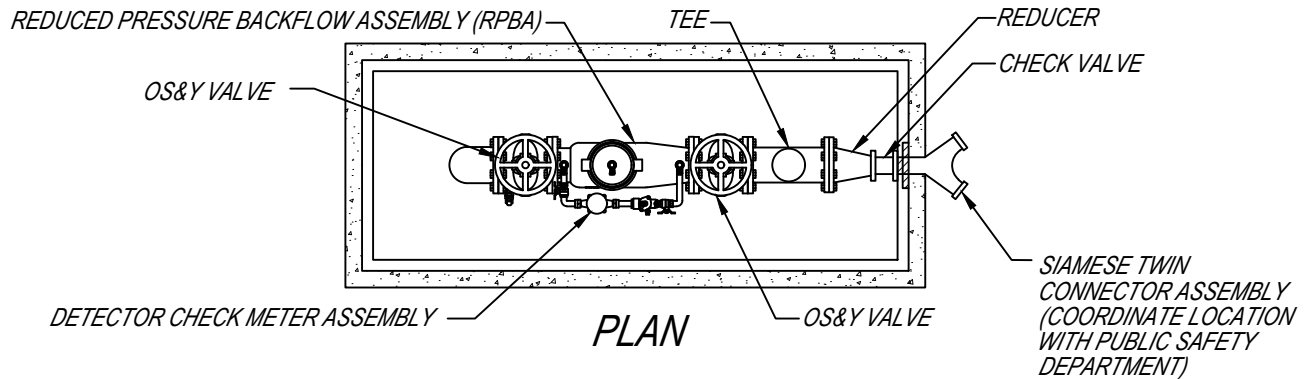 REDUCED PRESSURE BACKFLOW ASSEMBLY (RPBA)
TEE
REDUCER
CHECK VALVE
OS&Y VALVE
SIAMESE TWIN
CONNECTOR ASSEMBLY
(COORDINATE LOCATION
WITH PUBLIC SAFETY
DEPARTMENT)
DETECTOR CHECK METER ASSEMBLY
OS&Y VALVE
PLAN